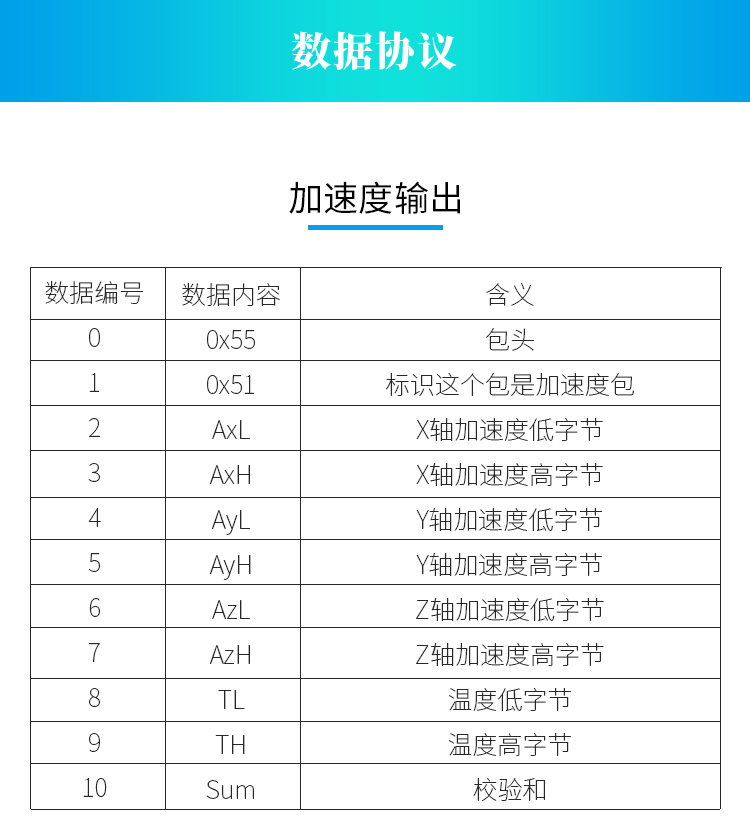 数据协议
加速度输出
数据编号 数据内容 含义
0 0x55 包头
1 0x51 标识这个包是加速度包
2 AxL X轴加速度低字节
3 AxH X轴加速度高字节
4 AyL Y轴加速度低字节
5 AyH Y轴加速度高字节
6 AzL Z轴加速度低字节
7 AzH Z轴加速度高字节
8 TL 温度低字节
9 TH 温度高字节
10 Sum 校验和